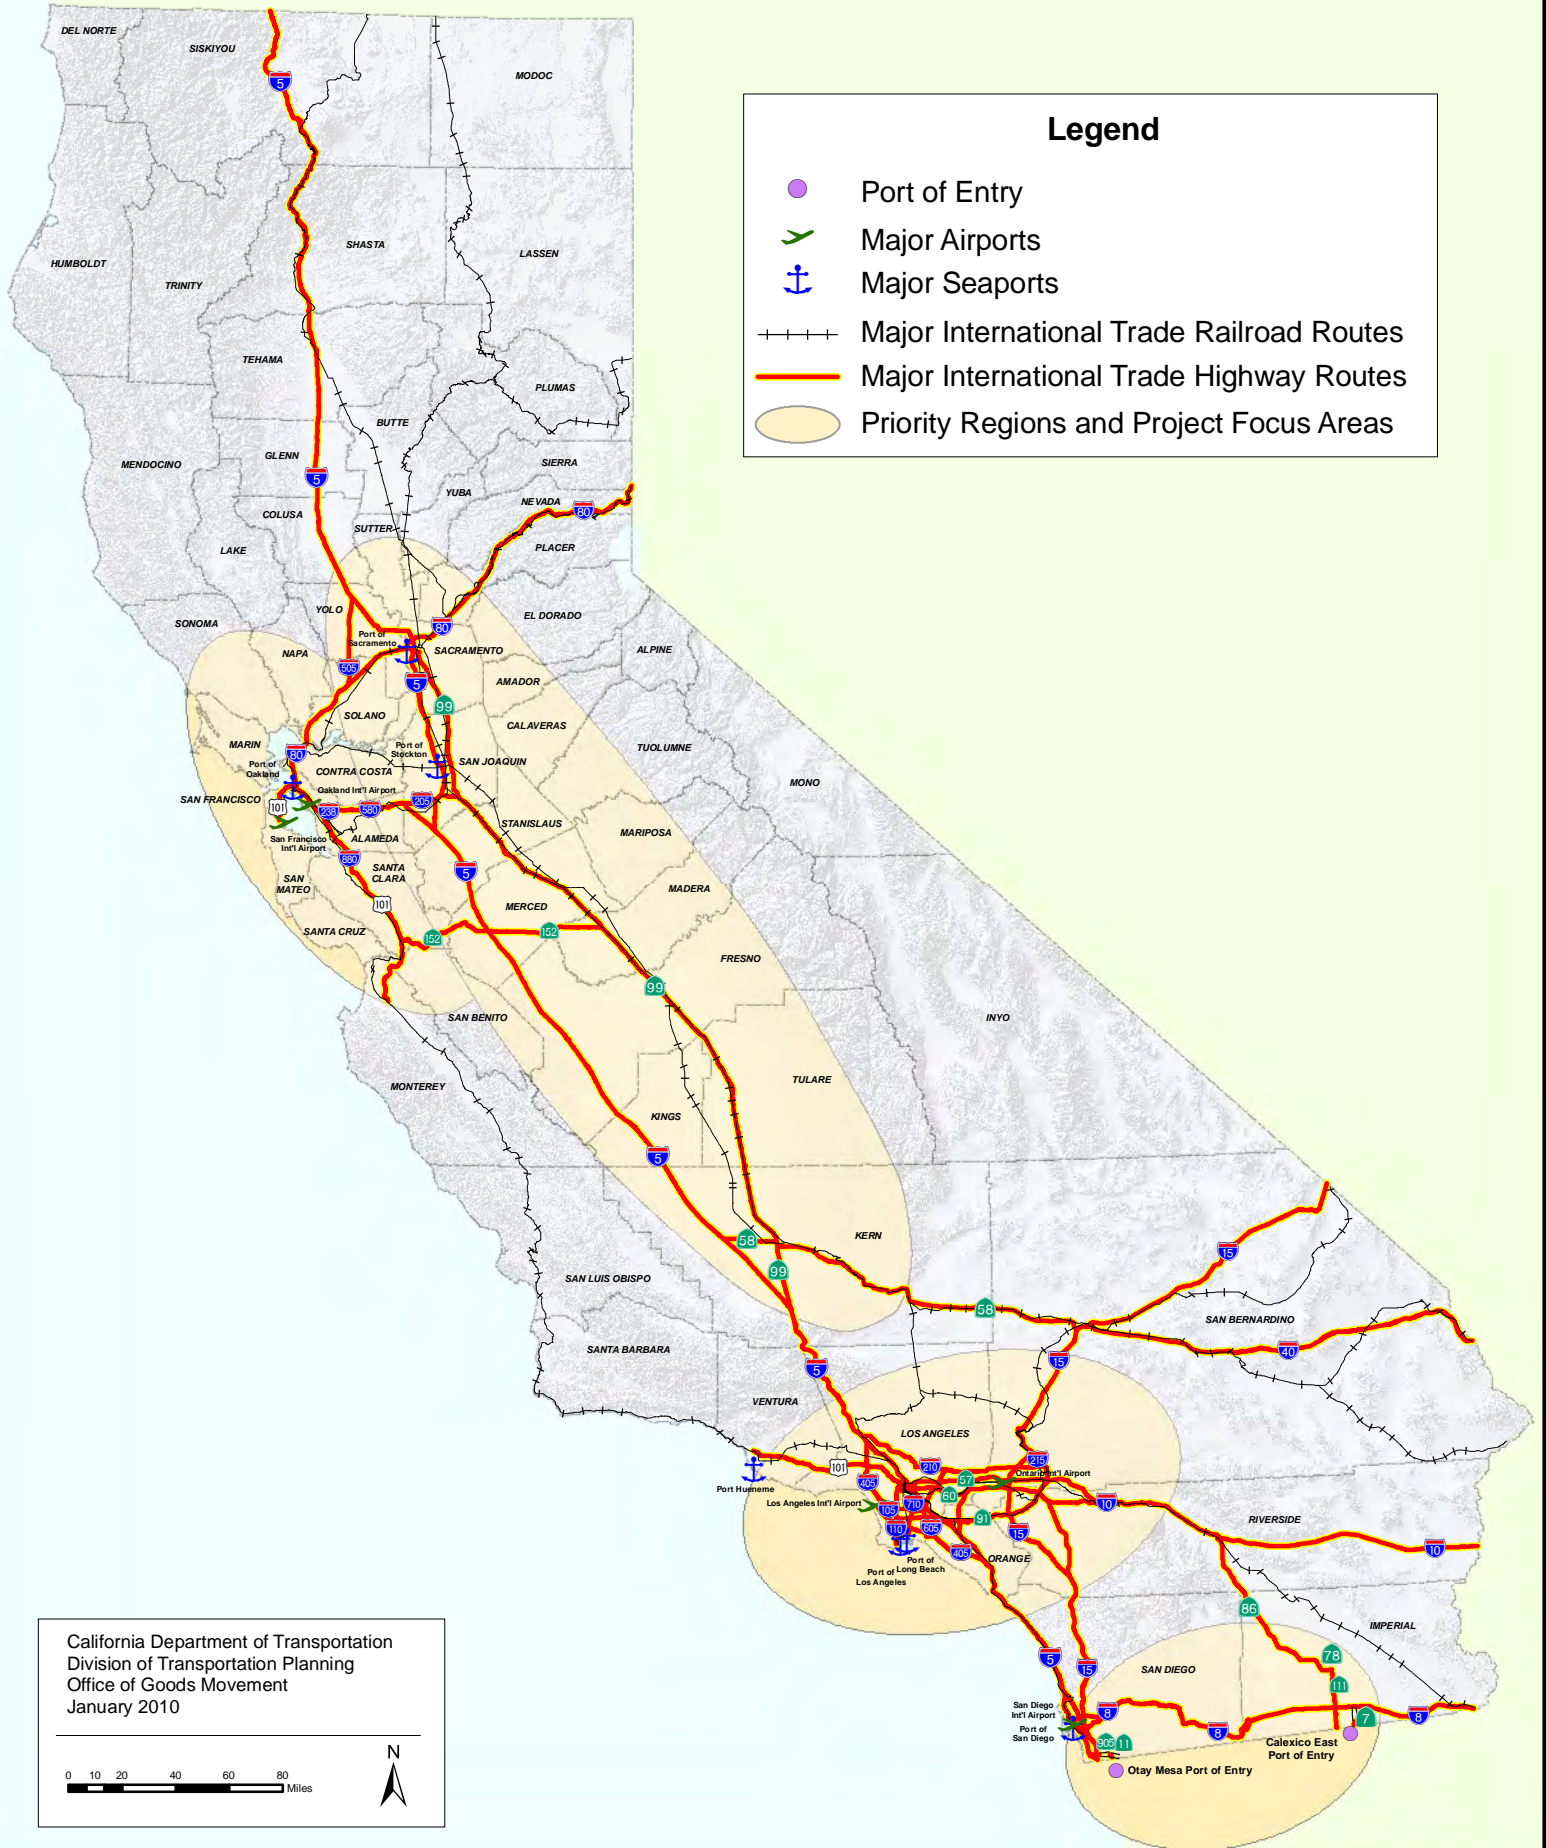 DEL NORTE
SISKIYOU
MODOC
5
Legend
Port of Entry
Major Airports
Major Seaports
Major International Trade Railroad Routes
Major International Trade Highway Routes
Priority Regions and Project Focus Areas
HUMBOLDT
TRINITY
SHASTA
LASSEN
TEHAMA
PLUMAS
BUTTE
MENDOCINO
GLENN
5
SIERRA
YUBA
NEVADA
80
COLUSA
SUTTER
LAKE
PLACER
YOLO
EL DORADO
SONOMA
80
Port of
Sacramento
NAPA
SACRAMENTO
ALPINE
505
5
AMADOR
99
SOLANO
CALAVERAS
MARIN
80
Port of
Stockton
TUOLUMNE
SAN JOAQUIN
Port of
Oakland
CONTRA COSTA
MONO
Oakland Int'l Airport
SAN FRANCISCO
101
238
580
205
STANISLAUS
MARIPOSA
San Francisco
Int'l Airport
ALAMEDA
880
SANTA
CLARA
5
SAN
MATEO
MADERA
101
MERCED
SANTA CRUZ
152
152
FRESNO
99
SAN BENITO
INYO
MONTEREY
TULARE
KINGS
5
58
KERN
99
15
SAN LUIS OBISPO
58
SAN BERNARDINO
SANTA BARBARA
40
5
15
VENTURA
LOS ANGELES
101
210
215
Ontario Int'l Airport
405
57
Port Hueneme
60
Los Angeles Int'l Airport
105
710
10
91
RIVERSIDE
110
605
15
405
10
ORANGE
Port of
Long Beach
Port of
Los Angeles
86
IMPERIAL
5
15
SAN DIEGO
78
111
San Diego
Int'l Airport
8
7
8
Port of
San Diego
8
905
11
Calexico East
Port of Entry
Otay Mesa Port of Entry
California Department of Transportation
Division of Transportation Planning
Office of Goods Movement
January 2010
N
0 10 20 40 60 80
Miles